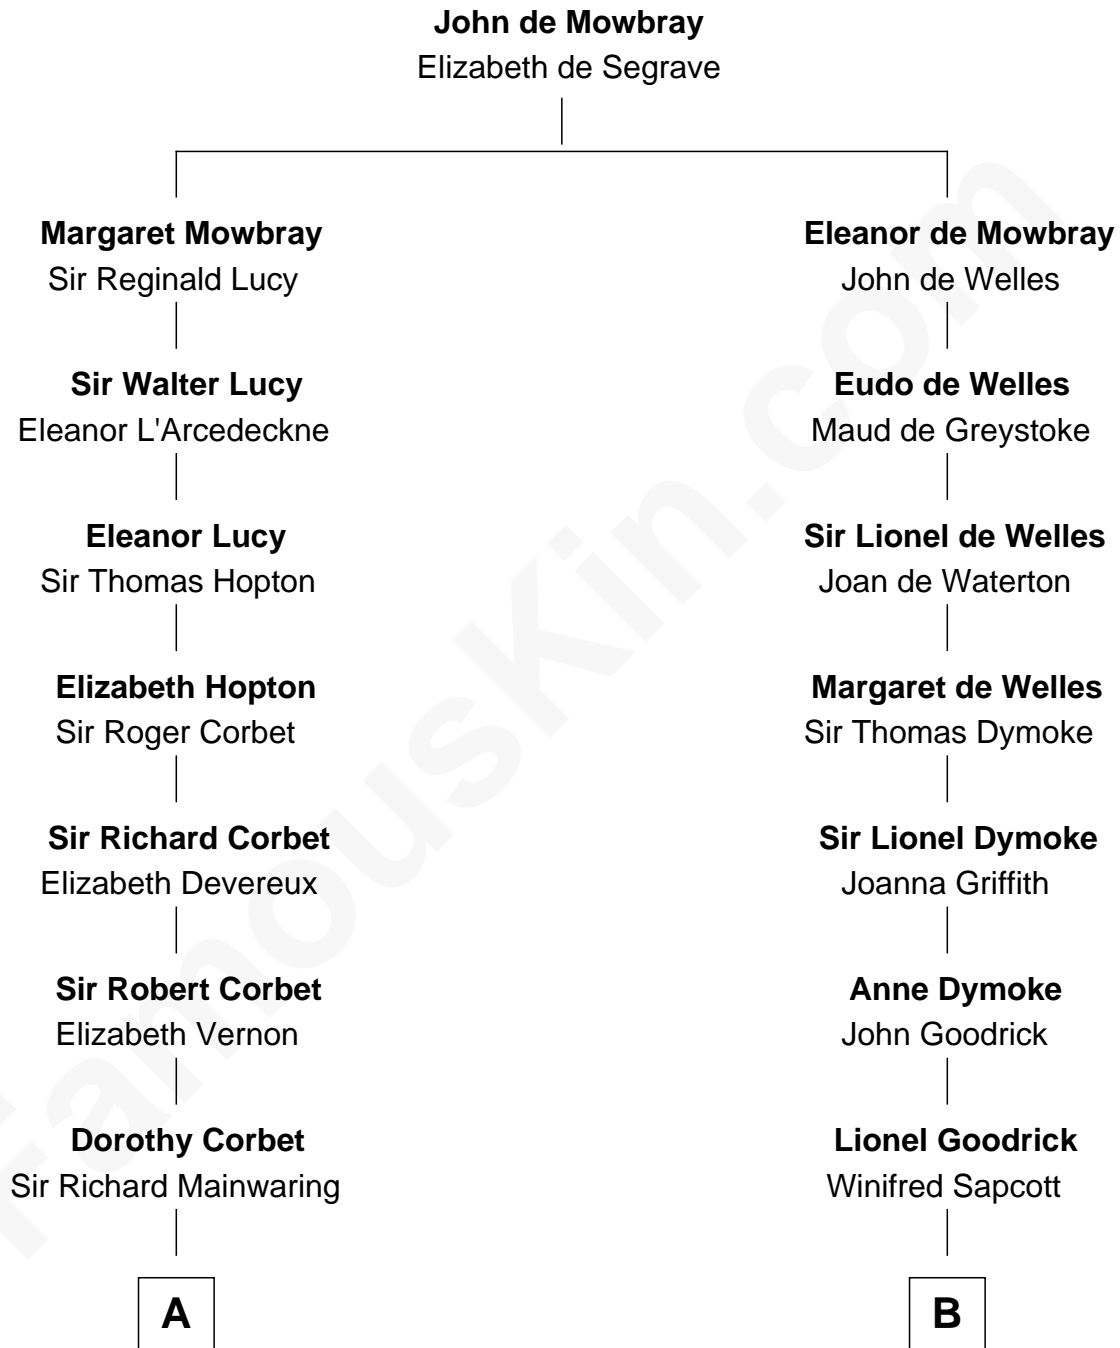 John de Mowbray
Elizabeth de Segrave
Margaret Mowbray
Sir Reginald Lucy
Eleanor de Mowbray
John de Welles
Sir Walter Lucy
Eleanor L'Arcedeckne
Eudo de Welles
Maud de Greystoke
Eleanor Lucy
Sir Thomas Hopton
Sir Lionel de Welles
Joan de Waterton
Elizabeth Hopton
Sir Roger Corbet
Margaret de Welles
Sir Thomas Dymoke
Sir Richard Corbet
Elizabeth Devereux
Sir Lionel Dymoke
Joanna Griffith
Sir Robert Corbet
Elizabeth Vernon
Anne Dymoke
John Goodrick
Dorothy Corbet
Sir Richard Mainwaring
Lionel Goodrick
Winifred Sapcott
A
B
FamousKin.com